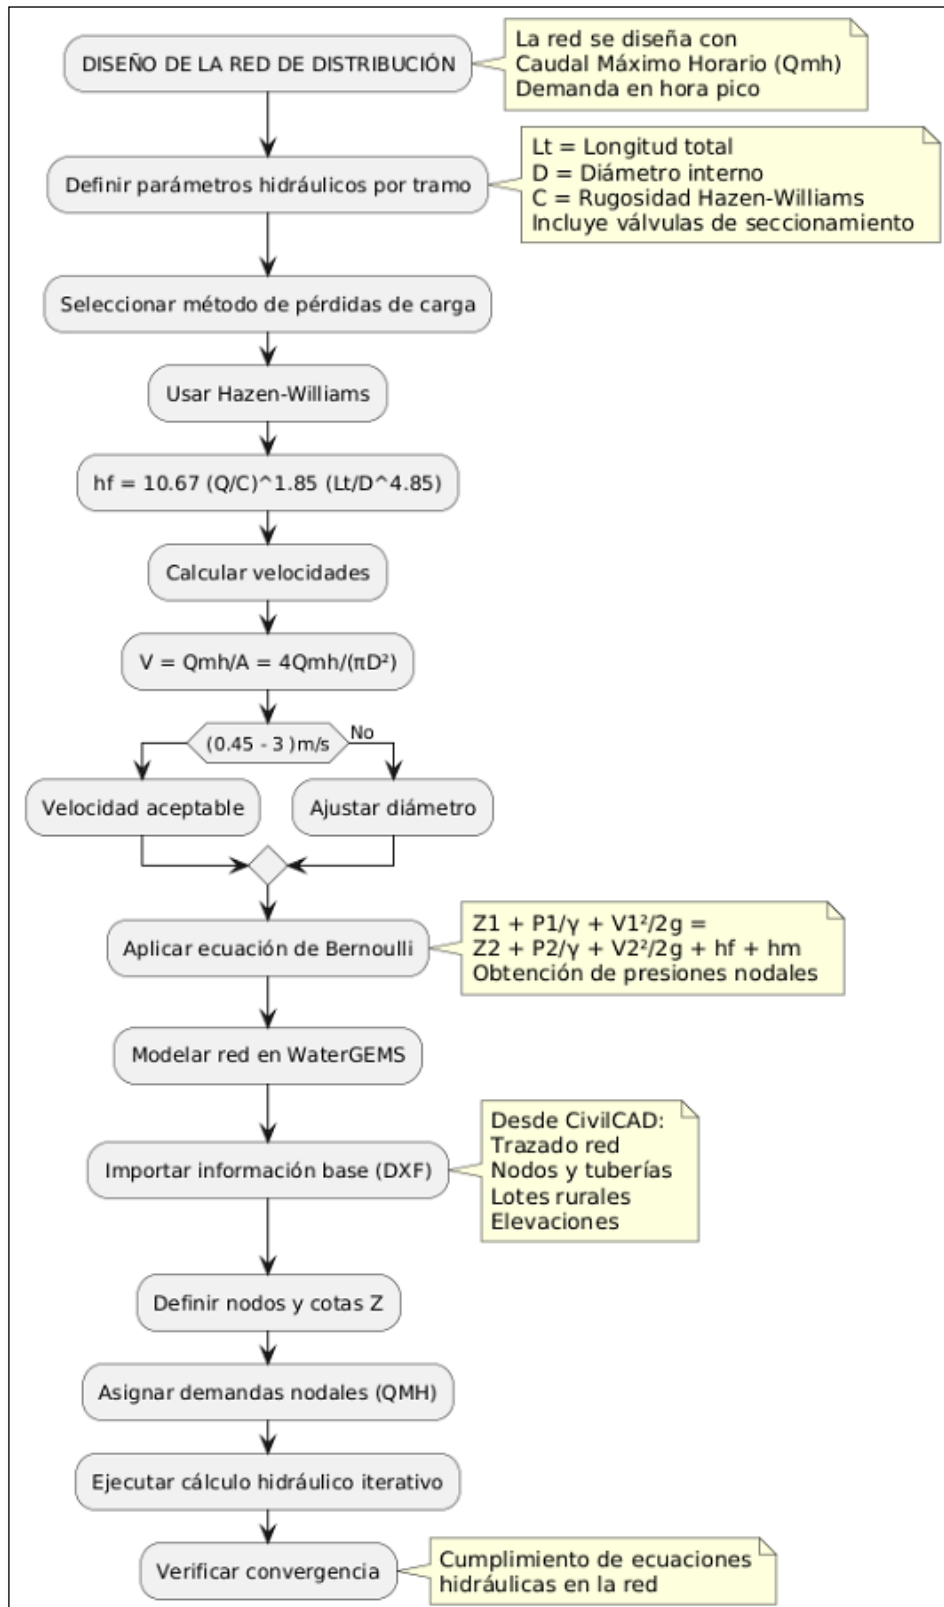 DISEÑO DE LA RED DE DISTRIBUCIÓN
La red se diseña con
Caudal Máximo Horario (Qmh)
Demanda en hora pico
Definir parámetros hidráulicos por tramo
Lt = Longitud total
D = Diámetro interno
C = Rugosidad Hazen-Williams
Incluye válvulas de seccionamiento
Seleccionar método de pérdidas de carga
Usar Hazen-Williams
hf = 10.67 (Q/C)^1.85 (Lt/D^4.85)
Calcular velocidades
V = Qmh/A = 4Qmh/(πD²)
(0.45 - 3 )m/s
No
Velocidad aceptable
Ajustar diámetro
Aplicar ecuación de Bernoulli
Z1 + P1/γ + V1²/2g =
Z2 + P2/γ + V2²/2g + hf + hm
Obtención de presiones nodales
Modelar red en WaterGEMS
Importar información base (DXF)
Desde CivilCAD:
Trazado red
Nodos y tuberías
Lotes rurales
Elevaciones
Definir nodos y cotas Z
Asignar demandas nodales (QMH)
Ejecutar cálculo hidráulico iterativo
Verificar convergencia
Cumplimiento de ecuaciones
hidráulicas en la red